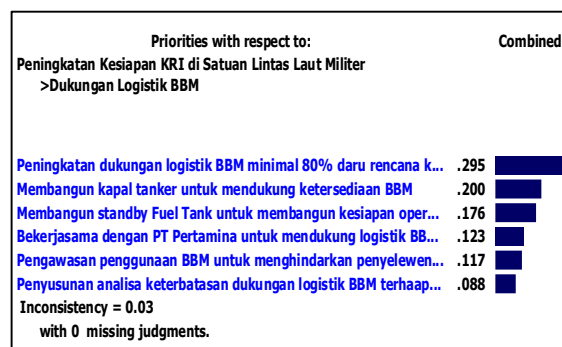 Priorities with respect to: Combined
Peningkatan Kesiapan KRI di Satuan Lintas Laut Militer
>Dukungan Logistik BBM
Peningkatan dukungan logistik BBM minimal 80% daru rencana k... .295
Membangun kapal tanker untuk mendukung ketersediaan BBM .200
Membangun standby Fuel Tank untuk membangun kesiapan oper... .176
Bekerjasama dengan PT Pertamina untuk mendukung logistik BB... .123
Pengawasan penggunaan BBM untuk menghindarkan penyelewen... .117
Penyusunan analisa keterbatasan dukungan logistik BBM terhaap... .088
Inconsistency = 0.03
with 0 missing judgments.